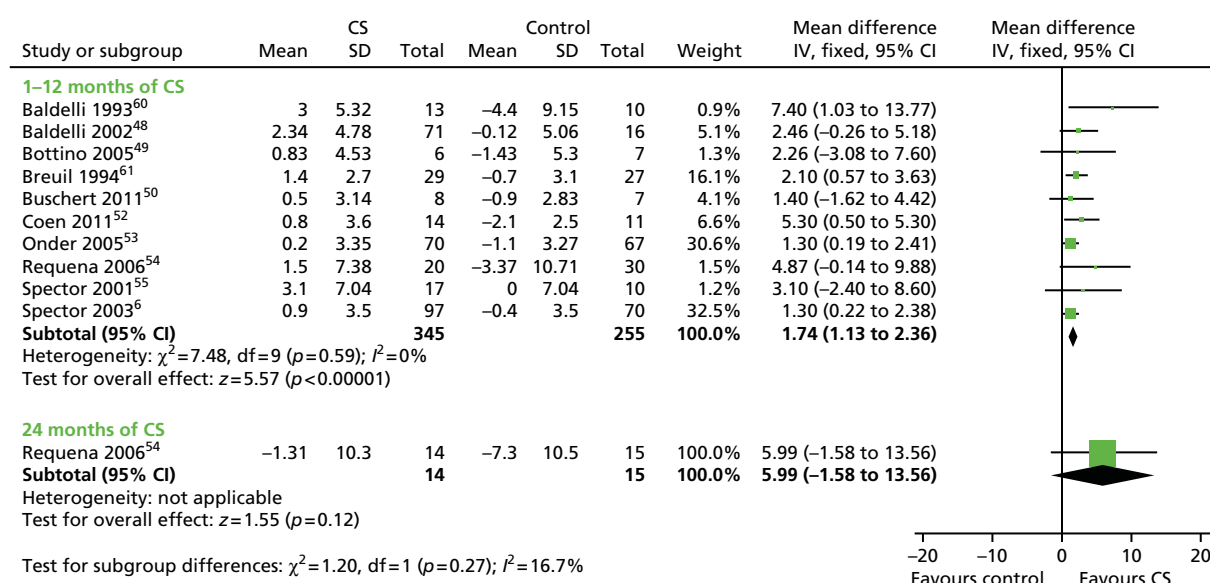 CS Control Mean difference Mean difference
Study or subgroup Mean SD Total Mean SD Total Weight IV, fixed, 95% CI IV, fixed, 95% CI
1–12 months of CS
Baldelli 1993⁶⁰ 3 5.32 13 –4.4 9.15 10 0.9% 7.40 (1.03 to 13.77)
Baldelli 2002⁴⁸ 2.34 4.78 71 –0.12 5.06 16 5.1% 2.46 (–0.26 to 5.18)
Bottino 2005⁴⁹ 0.83 4.53 6 –1.43 5.3 7 1.3% 2.26 (–3.08 to 7.60)
Breuil 1994⁶¹ 1.4 2.7 29 –0.7 3.1 27 16.1% 2.10 (0.57 to 3.63)
Buschert 2011⁵⁰ 0.5 3.14 8 –0.9 2.83 7 4.1% 1.40 (–1.62 to 4.42)
Coen 2011⁵² 0.8 3.6 14 –2.1 2.5 11 6.6% 5.30 (0.50 to 5.30)
Onder 2005⁵³ 0.2 3.35 70 –1.1 3.27 67 30.6% 1.30 (0.19 to 2.41)
Requena 2006⁵⁴ 1.5 7.38 20 –3.37 10.71 30 1.5% 4.87 (–0.14 to 9.88)
Spector 2001⁵⁵ 3.1 7.04 17 0 7.04 10 1.2% 3.10 (–2.40 to 8.60)
Spector 2003⁶ 0.9 3.5 97 –0.4 3.5 70 32.5% 1.30 (0.22 to 2.38)
Subtotal (95% CI) 345 255 100.0% 1.74 (1.13 to 2.36)
Heterogeneity: χ²=7.48, df=9 (p=0.59); I²=0%
Test for overall effect: z=5.57 (p<0.00001)
24 months of CS
Requena 2006⁵⁴ –1.31 10.3 14 –7.3 10.5 15 100.0% 5.99 (–1.58 to 13.56)
Subtotal (95% CI) 14 15 100.0% 5.99 (–1.58 to 13.56)
Heterogeneity: not applicable
Test for overall effect: z=1.55 (p=0.12)
Test for subgroup differences: χ²=1.20, df=1 (p=0.27); I²=16.7%
–20 –10 0 10 20
Favours control Favours CS